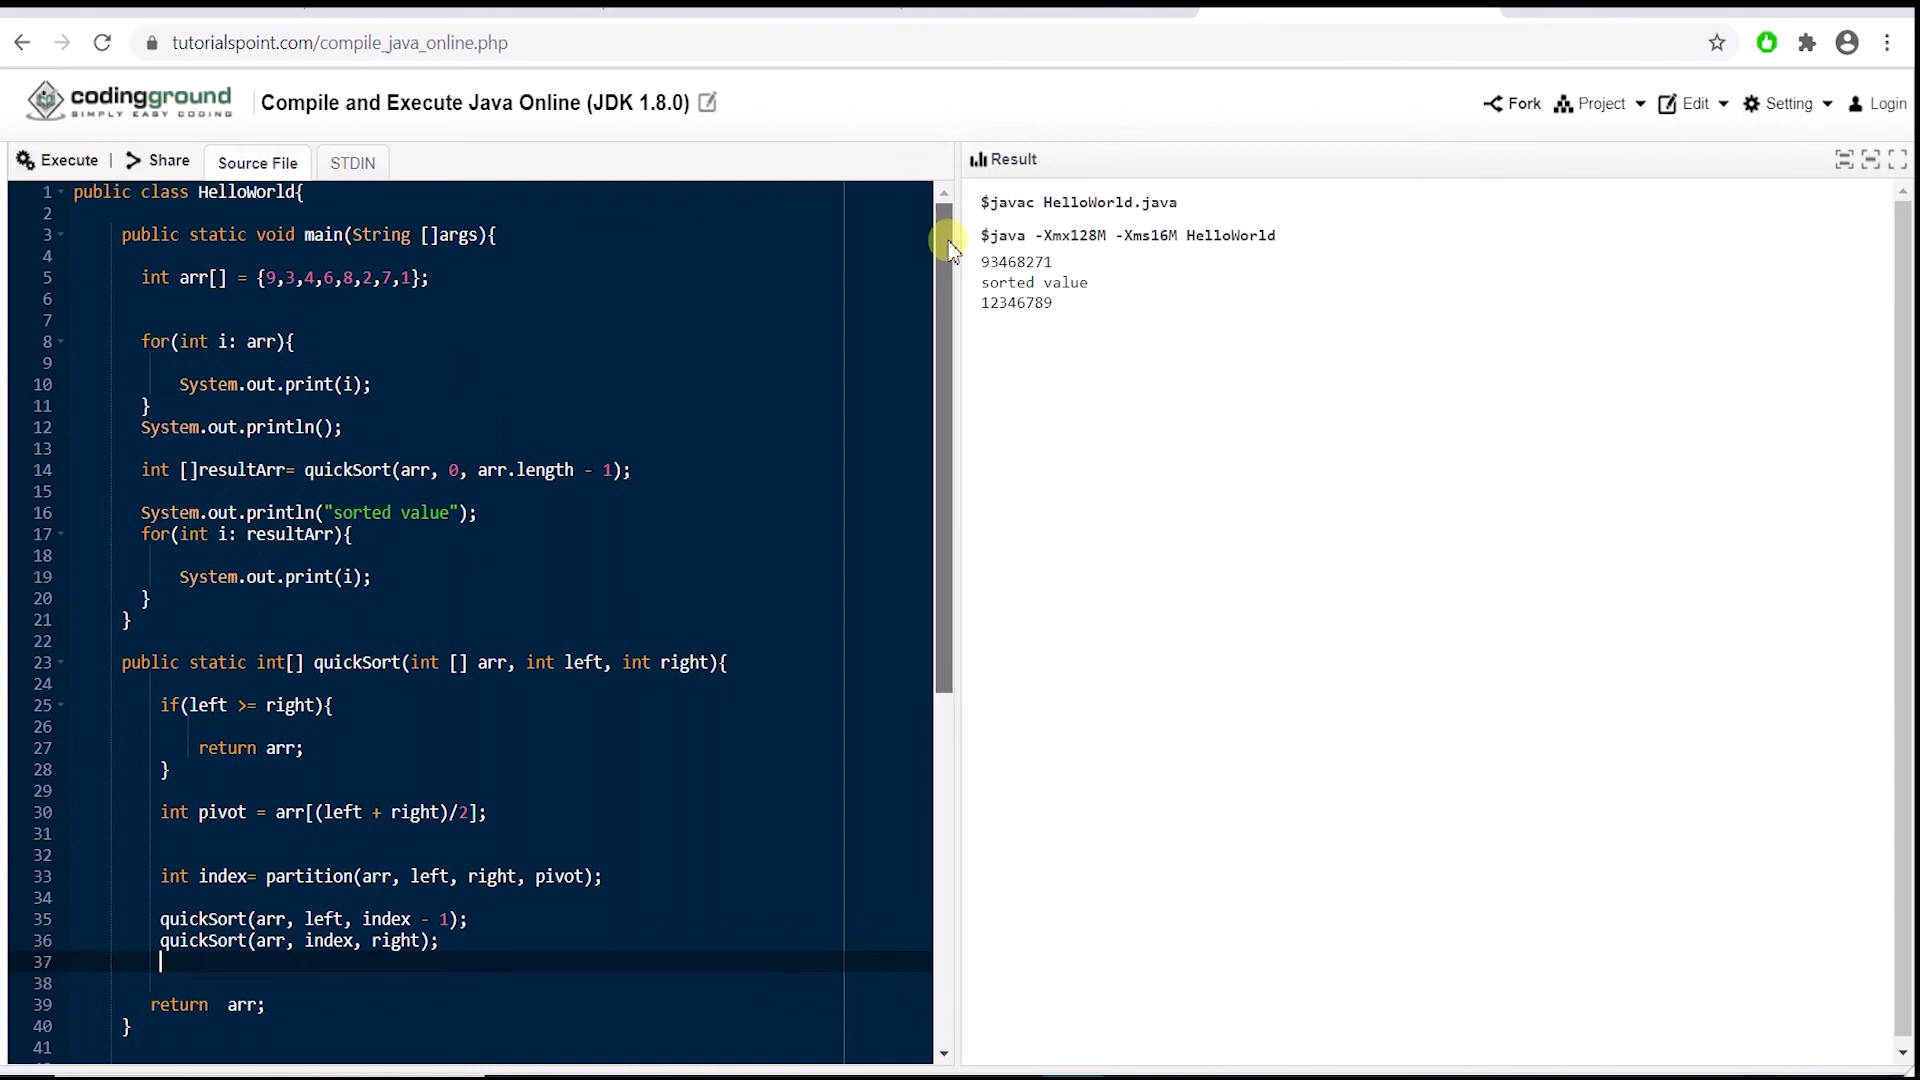 tutorialspoint.com/compile_java_online.php
codingground
SIMPLY EASY CODING
Compile and Execute Java Online (JDK 1.8.0)
Fork Project Edit Setting Login
Execute | Share Source File STDIN
Result
1 public class HelloWorld{
2
3 public static void main(String []args){
4
5 int arr[] = {9,3,4,6,8,2,7,1};
6
7
8 for(int i: arr){
9
10 System.out.print(i);
11 }
12 System.out.println();
13
14 int []resultArr= quickSort(arr, 0, arr.length - 1);
15
16 System.out.println("sorted value");
17 for(int i: resultArr){
18
19 System.out.print(i);
20 }
21 }
22
23 public static int[] quickSort(int [] arr, int left, int right){
24
25 if(left >= right){
26
27 return arr;
28 }
29
30 int pivot = arr[(left + right)/2];
31
32
33 int index= partition(arr, left, right, pivot);
34
35 quickSort(arr, left, index - 1);
36 quickSort(arr, index, right);
37
38
39 return  arr;
40 }
41
$javac HelloWorld.java
$java -Xmx128M -Xms16M HelloWorld
93468271
sorted value
12346789